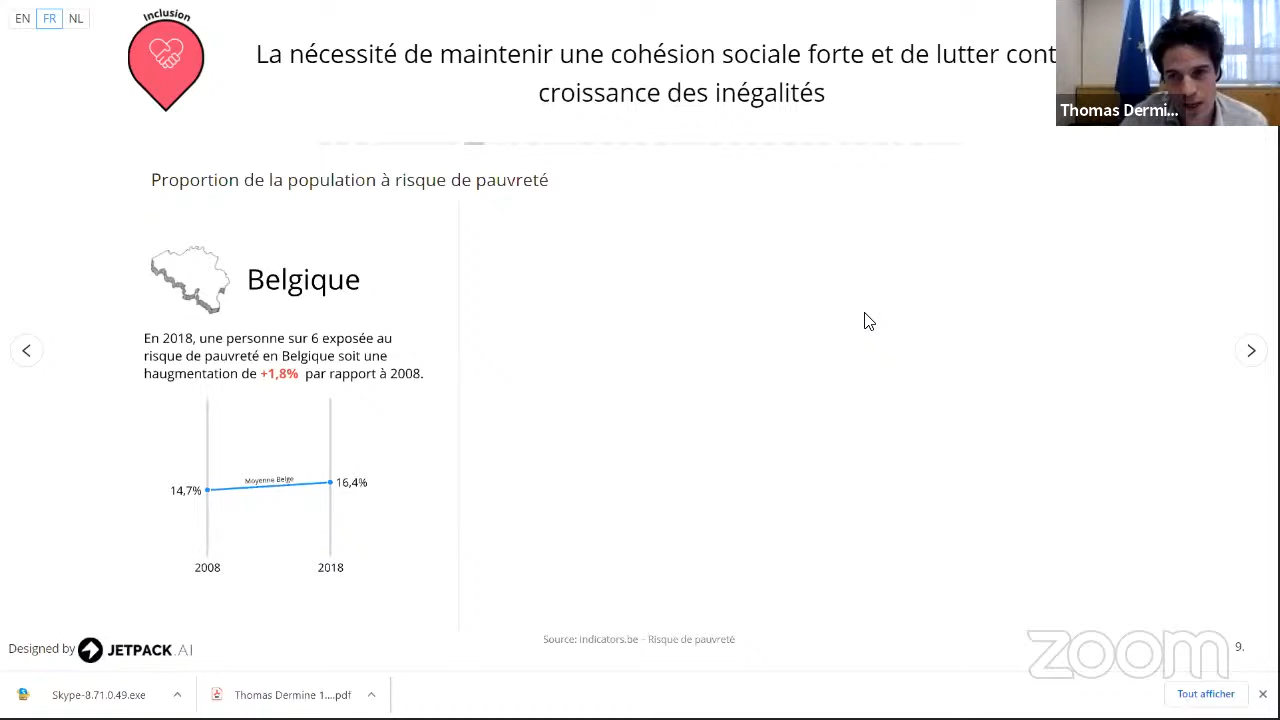 EN FR NL
Inclusion
La nécessité de maintenir une cohésion sociale forte et de lutter cont
croissance des inégalités
Thomas Dermi...
Proportion de la population à risque de pauvreté
Belgique
En 2018, une personne sur 6 exposée au
risque de pauvreté en Belgique soit une
haugmentation de +1,8% par rapport à 2008.
Moyenne Belge
14,7%
16,4%
2008
2018
Source: indicators.be – Risque de pauvreté
Designed by JETPACK.AI
zoom
9.
Skype-8.71.0.49.exe
Thomas Dermine 1....pdf
Tout afficher